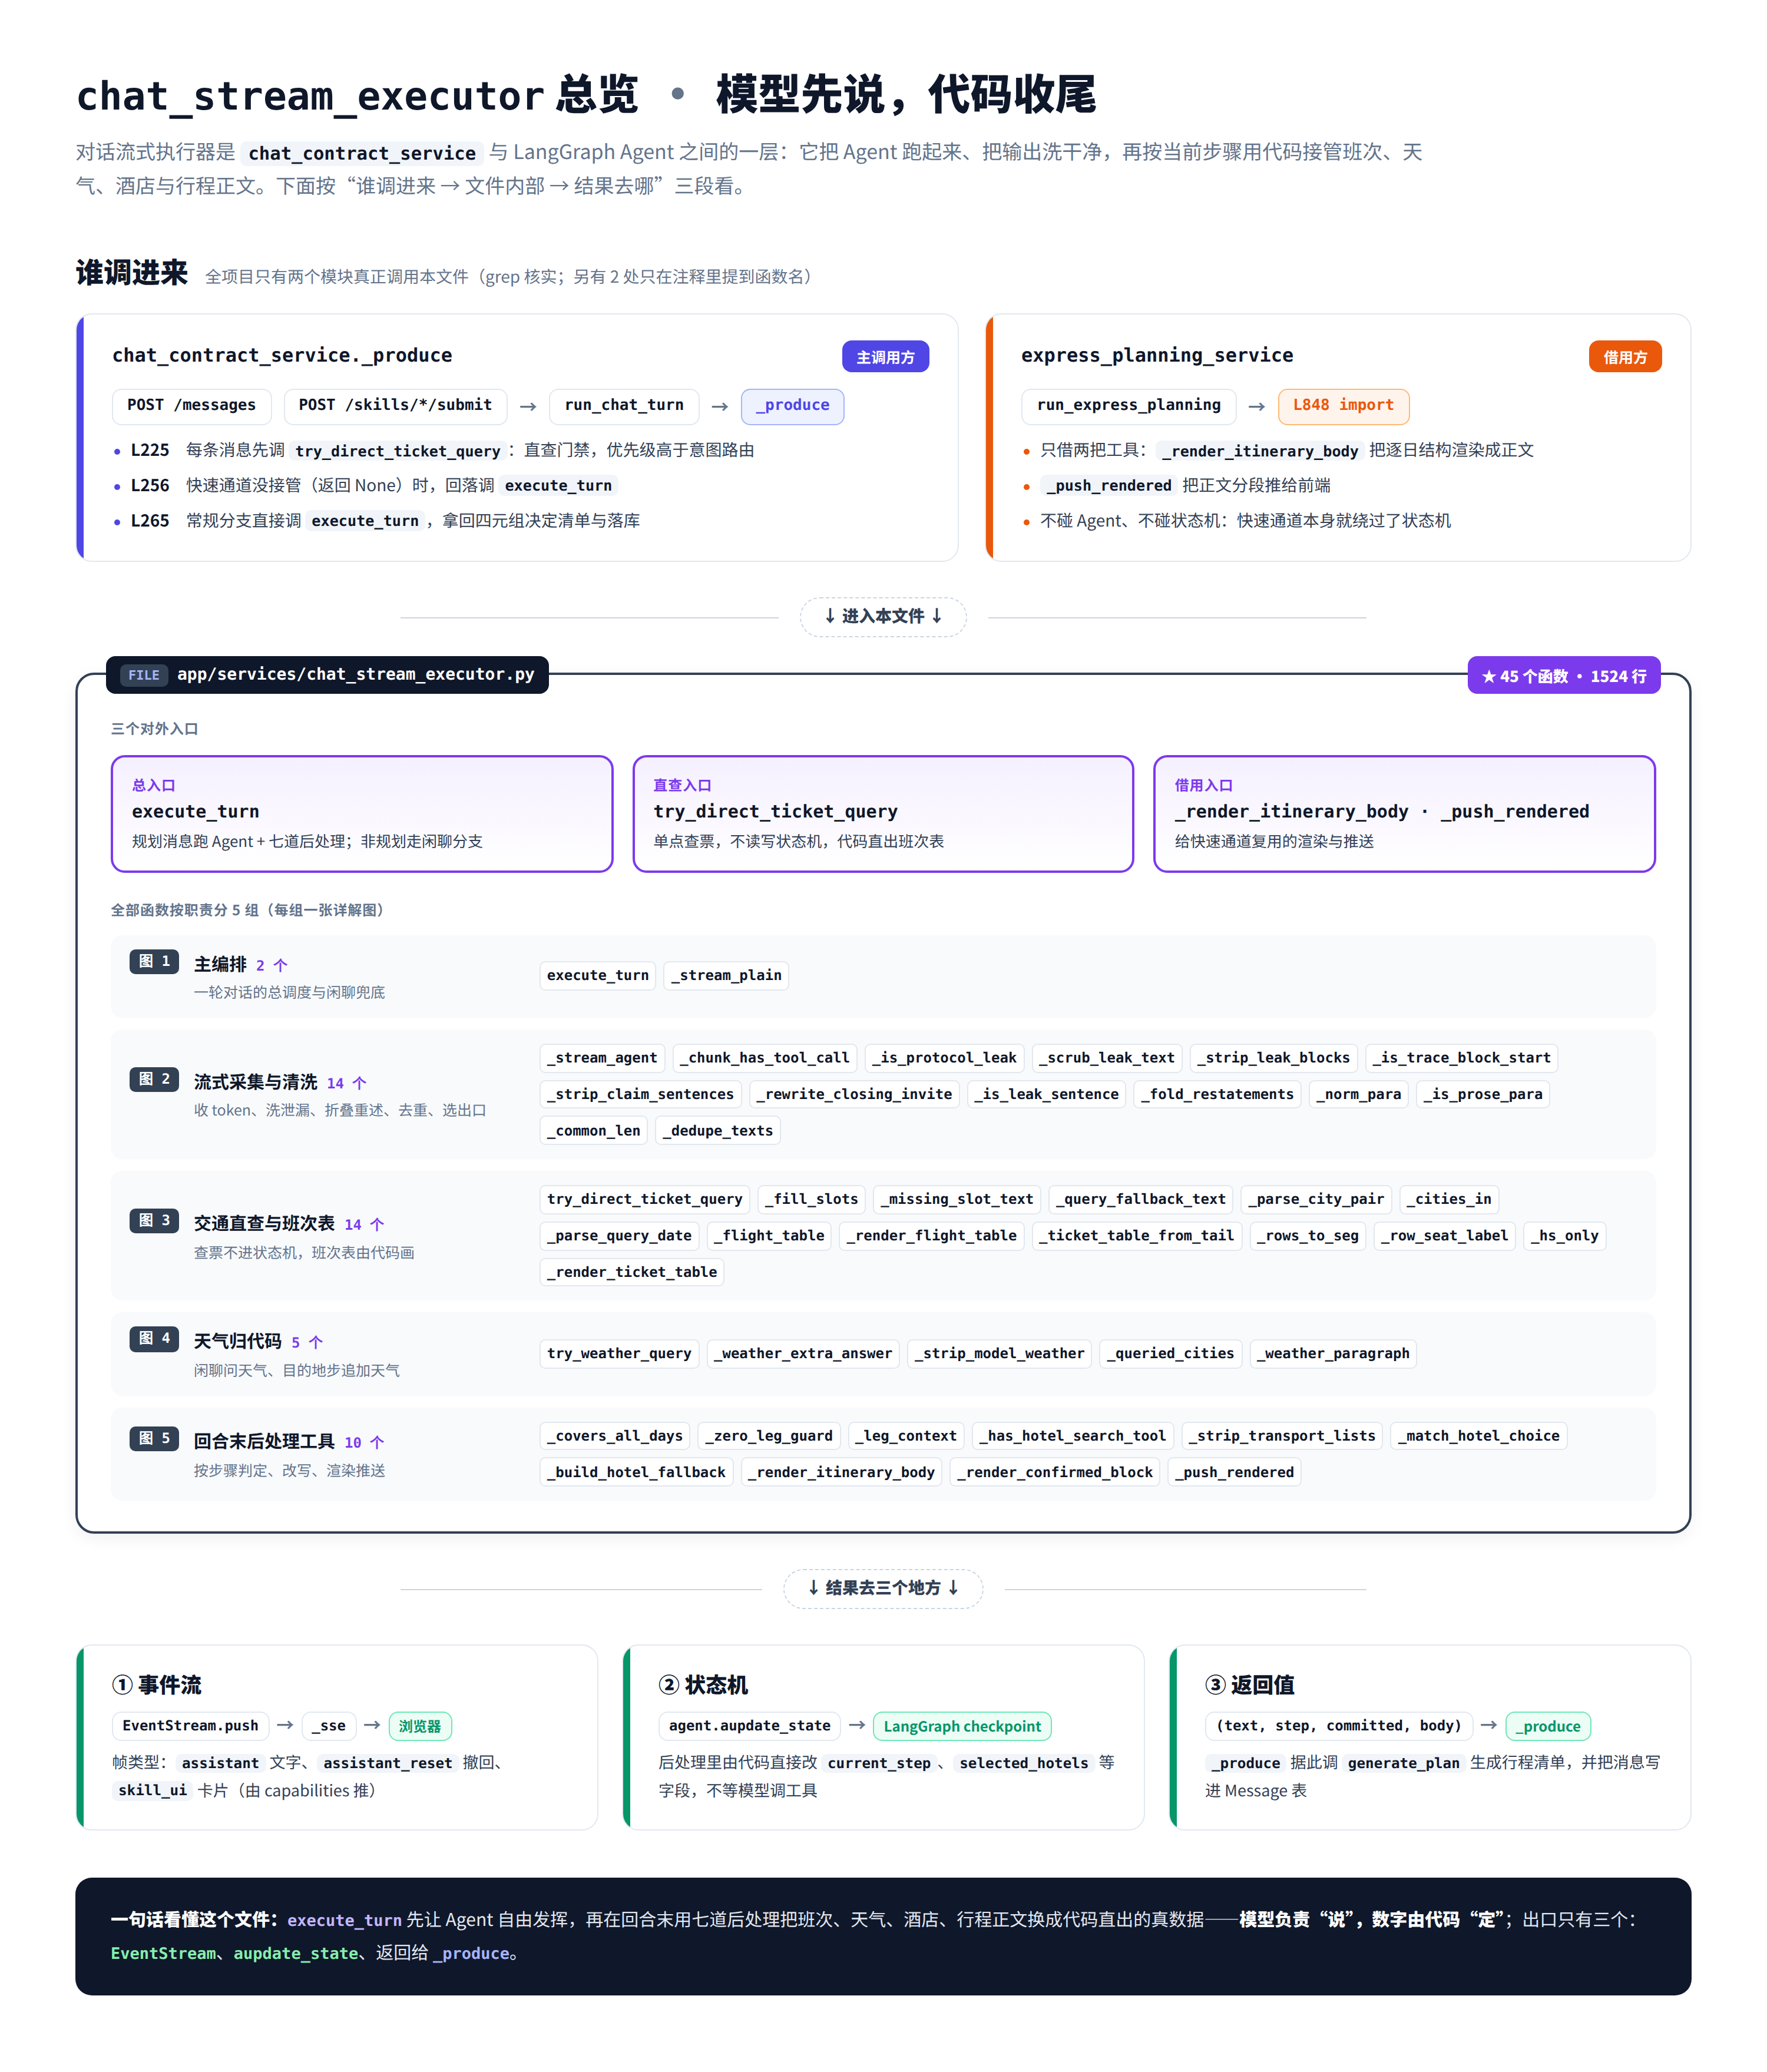 chat_stream_executor 总览 • 模型先说，代码收尾
对话流式执行器是 chat_contract_service 与 LangGraph Agent 之间的一层：它把 Agent 跑起来、把输出洗干净，再按当前步骤用代码接管班次、天
气、酒店与行程正文。下面按“谁调进来 → 文件内部 → 结果去哪”三段看。
谁调进来 全项目只有两个模块真正调用本文件（grep 核实；另有 2 处只在注释里提到函数名）
chat_contract_service._produce 主调用方
POST /messages POST /skills/*/submit → run_chat_turn → _produce
• L225 每条消息先调 try_direct_ticket_query：直查门禁，优先级高于意图路由
• L256 快速通道没接管（返回 None）时，回落调 execute_turn
• L265 常规分支直接调 execute_turn，拿回四元组决定清单与落库
express_planning_service 借用方
run_express_planning → L848 import
• 只借两把工具：_render_itinerary_body 把逐日结构渲染成正文
• _push_rendered 把正文分段推给前端
• 不碰 Agent、不碰状态机：快速通道本身就绕过了状态机
↓ 进入本文件 ↓
FILE app/services/chat_stream_executor.py ★ 45 个函数 • 1524 行
三个对外入口
总入口
execute_turn
规划消息跑 Agent + 七道后处理；非规划走闲聊分支
直查入口
try_direct_ticket_query
单点查票，不读写状态机，代码直出班次表
借用入口
_render_itinerary_body · _push_rendered
给快速通道复用的渲染与推送
全部函数按职责分 5 组（每组一张详解图）
图 1 主编排 2 个
一轮对话的总调度与闲聊兜底
execute_turn _stream_plain
图 2 流式采集与清洗 14 个
收 token、洗泄漏、折叠重述、去重、选出口
_stream_agent _chunk_has_tool_call _is_protocol_leak _scrub_leak_text _strip_leak_blocks _is_trace_block_start
_strip_claim_sentences _rewrite_closing_invite _is_leak_sentence _fold_restatements _norm_para _is_prose_para
_common_len _dedupe_texts
图 3 交通直查与班次表 14 个
查票不进状态机，班次表由代码画
try_direct_ticket_query _fill_slots _missing_slot_text _query_fallback_text _parse_city_pair _cities_in
_parse_query_date _flight_table _render_flight_table _ticket_table_from_tail _rows_to_seg _row_seat_label _hs_only
_render_ticket_table
图 4 天气归代码 5 个
闲聊问天气、目的地步追加天气
try_weather_query _weather_extra_answer _strip_model_weather _queried_cities _weather_paragraph
图 5 回合末后处理工具 10 个
按步骤判定、改写、渲染推送
_covers_all_days _zero_leg_guard _leg_context _has_hotel_search_tool _strip_transport_lists _match_hotel_choice
_build_hotel_fallback _render_itinerary_body _render_confirmed_block _push_rendered
↓ 结果去三个地方 ↓
① 事件流
EventStream.push → _sse → 浏览器
帧类型：assistant 文字、assistant_reset 撤回、
skill_ui 卡片（由 capabilities 推）
② 状态机
agent.aupdate_state → LangGraph checkpoint
后处理里由代码直接改 current_step、selected_hotels 等
字段，不等模型调工具
③ 返回值
(text, step, committed, body) → _produce
_produce 据此调 generate_plan 生成行程清单，并把消息写
进 Message 表
一句话看懂这个文件：execute_turn 先让 Agent 自由发挥，再在回合末用七道后处理把班次、天气、酒店、行程正文换成代码直出的真数据——模型负责“说”，数字由代码“定”；出口只有三个：
EventStream、aupdate_state、返回给 _produce。